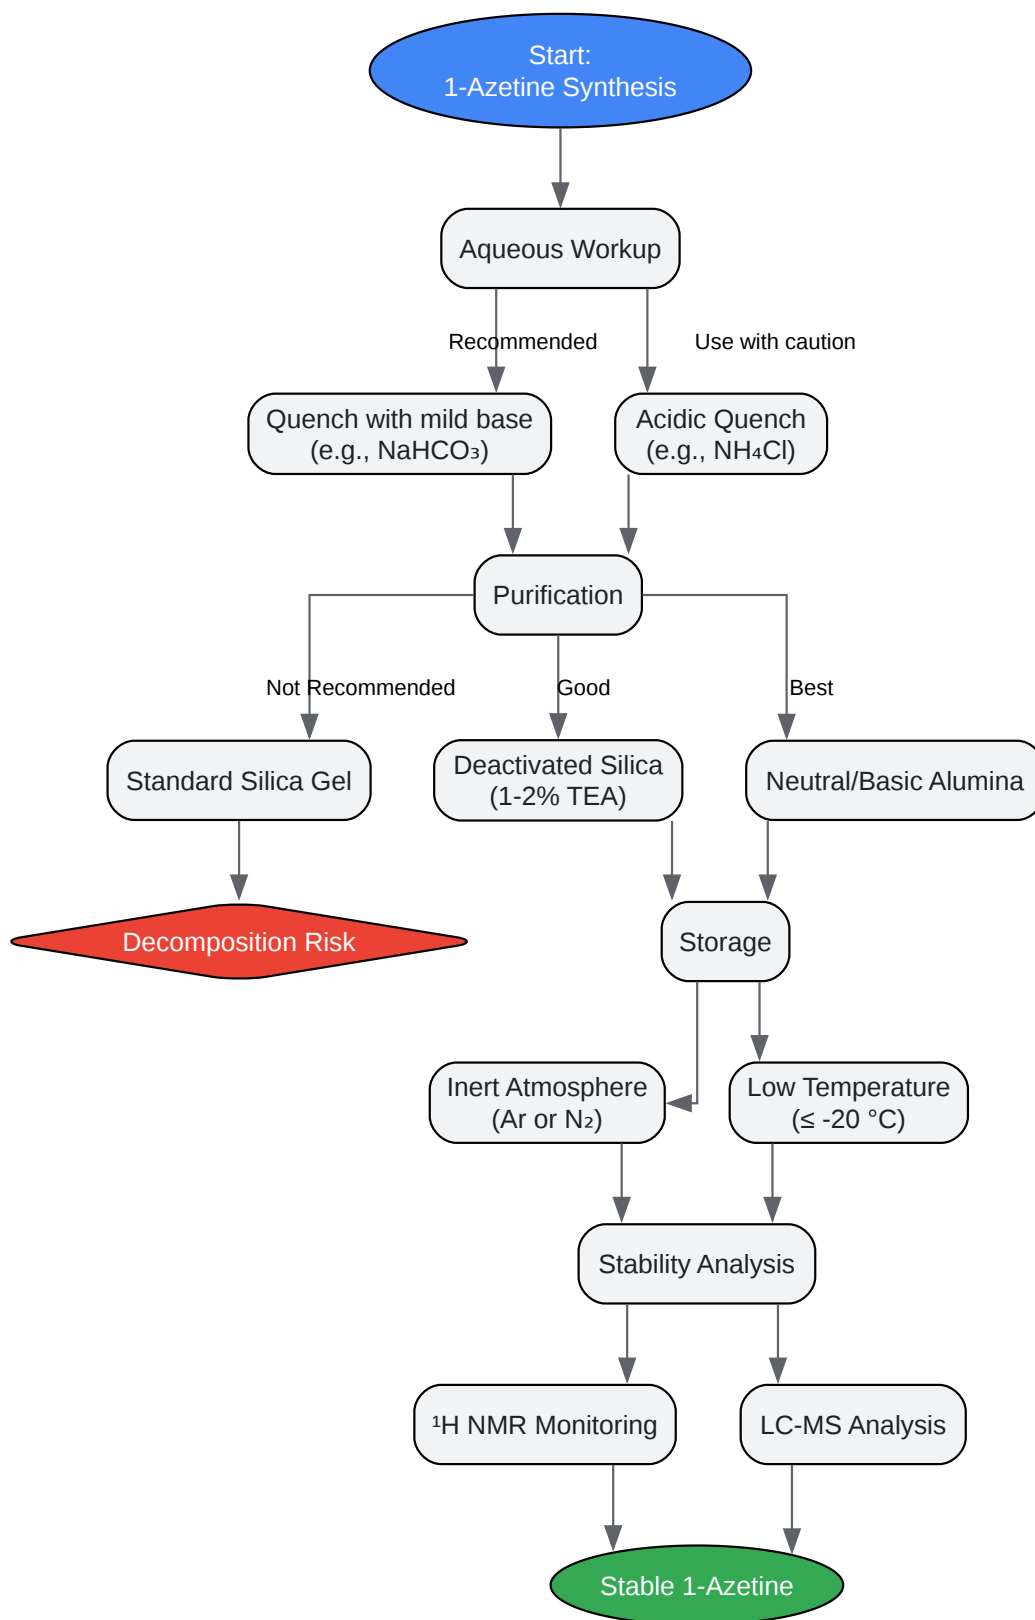 Start:
1-Azetine Synthesis
Aqueous Workup
Recommended
Use with caution
Quench with mild base
(e.g., NaHCO₃)
Acidic Quench
(e.g., NH₄Cl)
Purification
Not Recommended
Good
Best
Standard Silica Gel
Deactivated Silica
(1-2% TEA)
Neutral/Basic Alumina
Decomposition Risk
Storage
Inert Atmosphere
(Ar or N₂)
Low Temperature
(≤ -20 °C)
Stability Analysis
¹H NMR Monitoring
LC-MS Analysis
Stable 1-Azetine